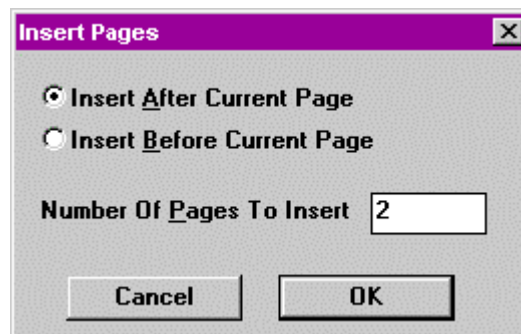 Insert Pages
Insert After Current Page
Insert Before Current Page
Number Of Pages To Insert 2
Cancel OK